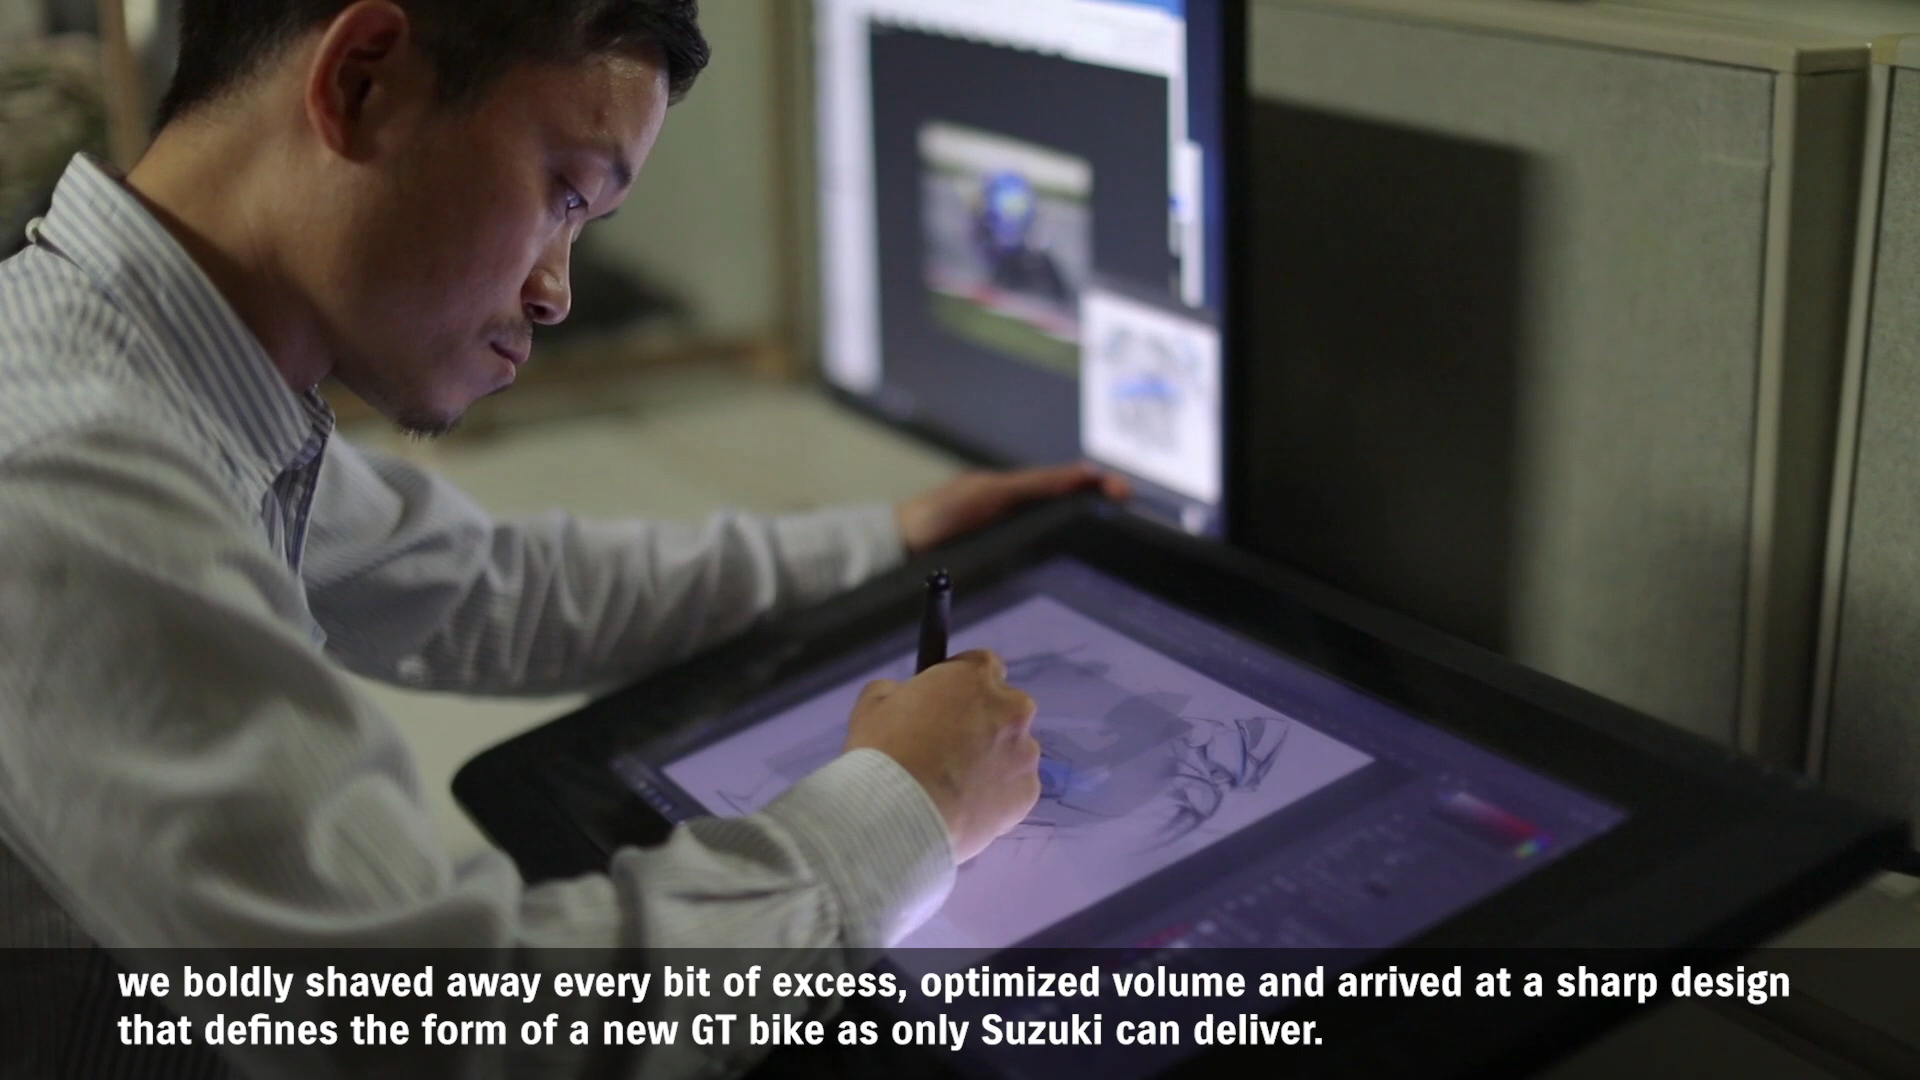 we boldly shaved away every bit of excess, optimized volume and arrived at a sharp design
that defines the form of a new GT bike as only Suzuki can deliver.